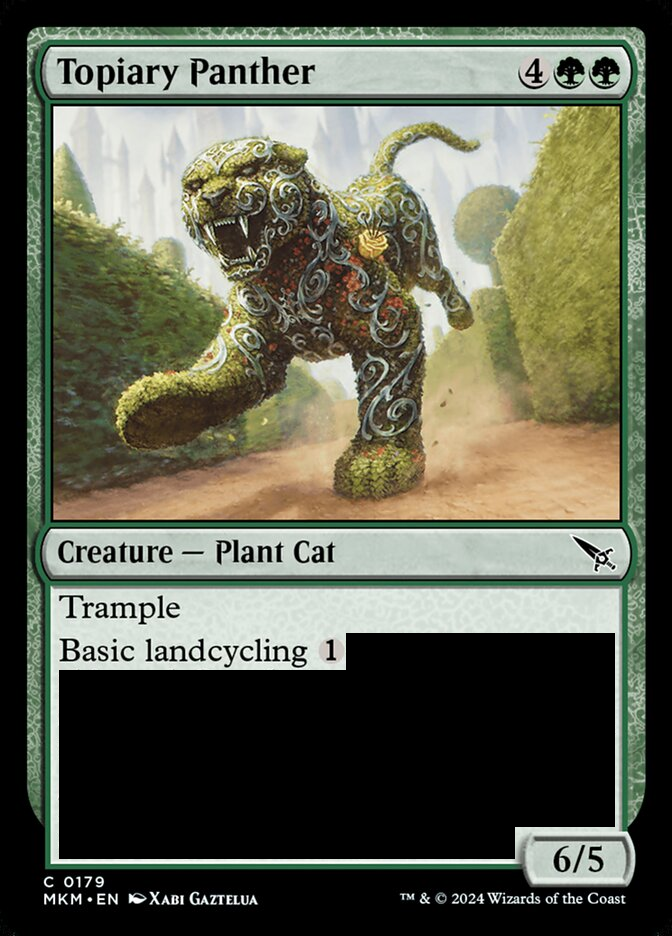 Topiary Panther 4
Creature — Plant Cat
Trample
Basic landcycling 1
6/5
C 0179
MKM • EN Xabi Gaztelua
™ & © 2024 Wizards of the Coast